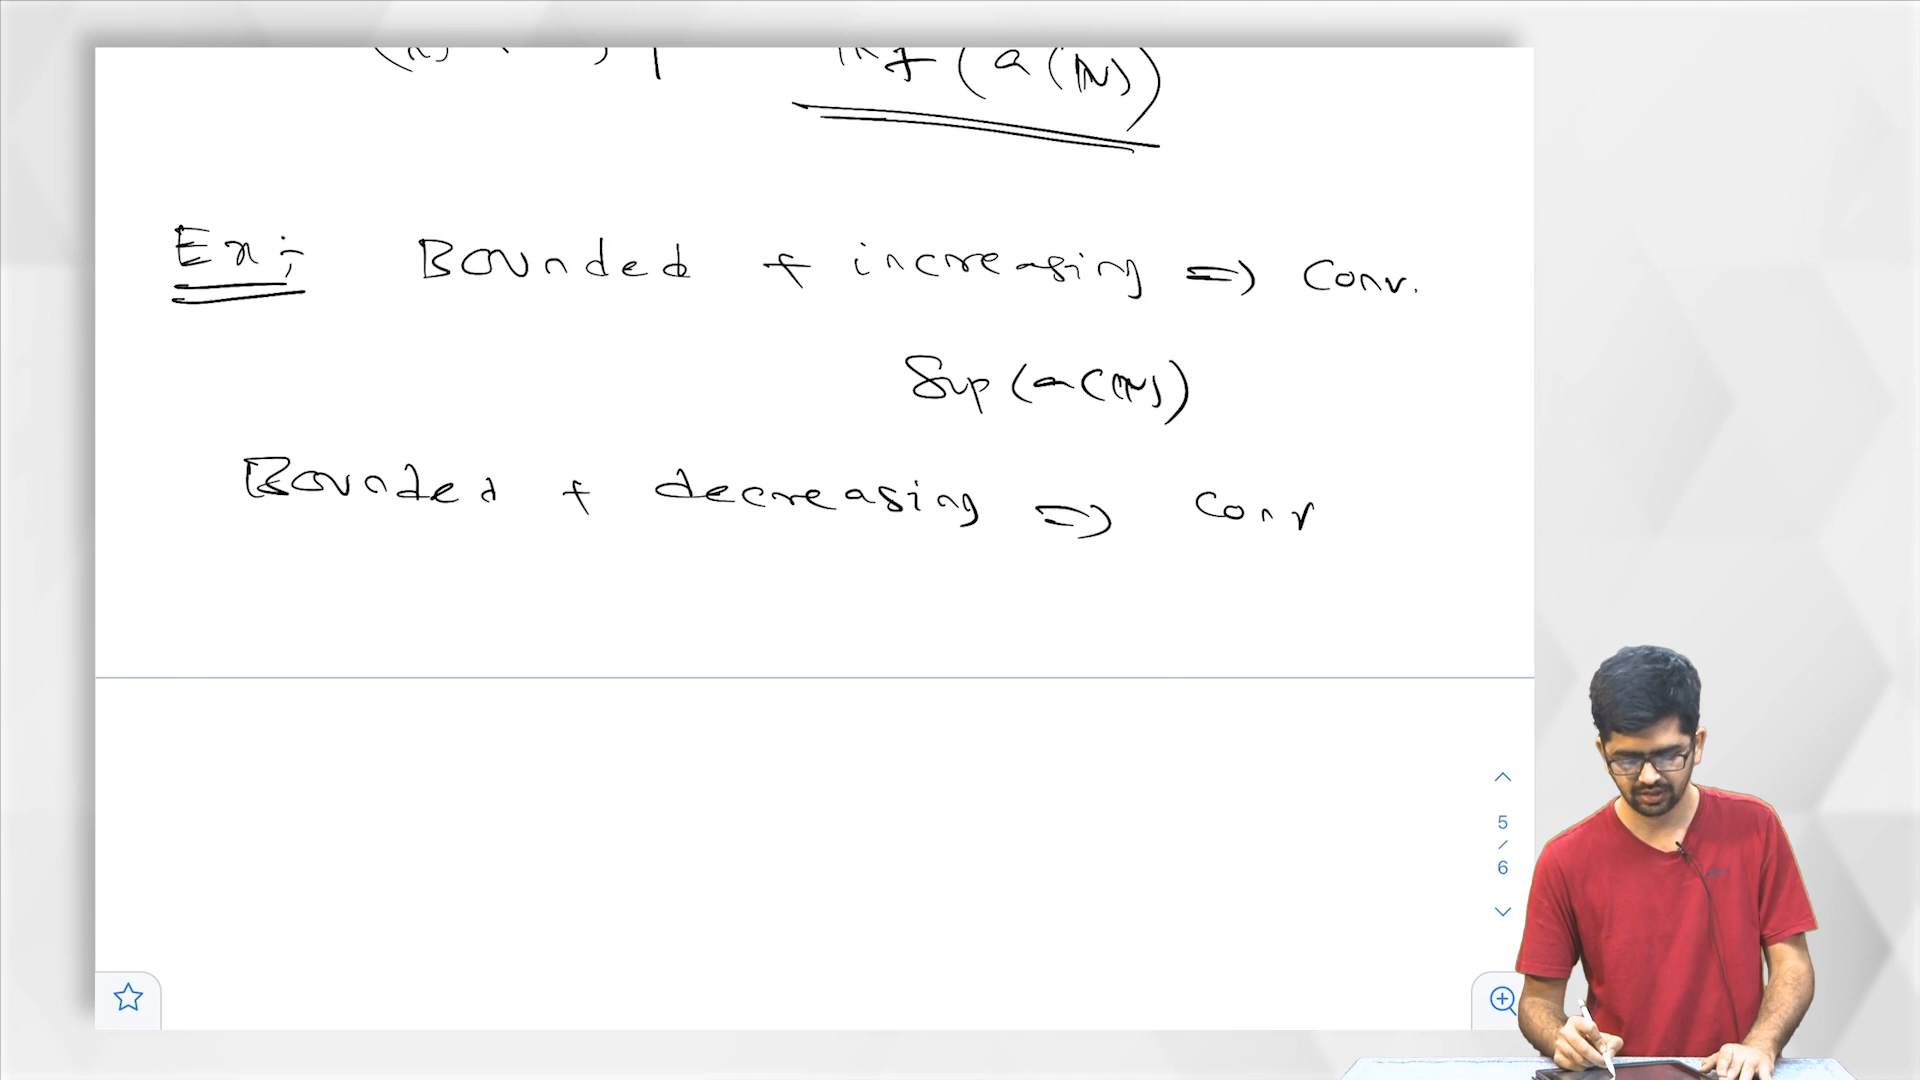 inf (a(ℕ))
Ex:- Bounded + increasing => Conv.
Sup (a(ℕ))
Bounded + decreasing => Conv
5
/
6